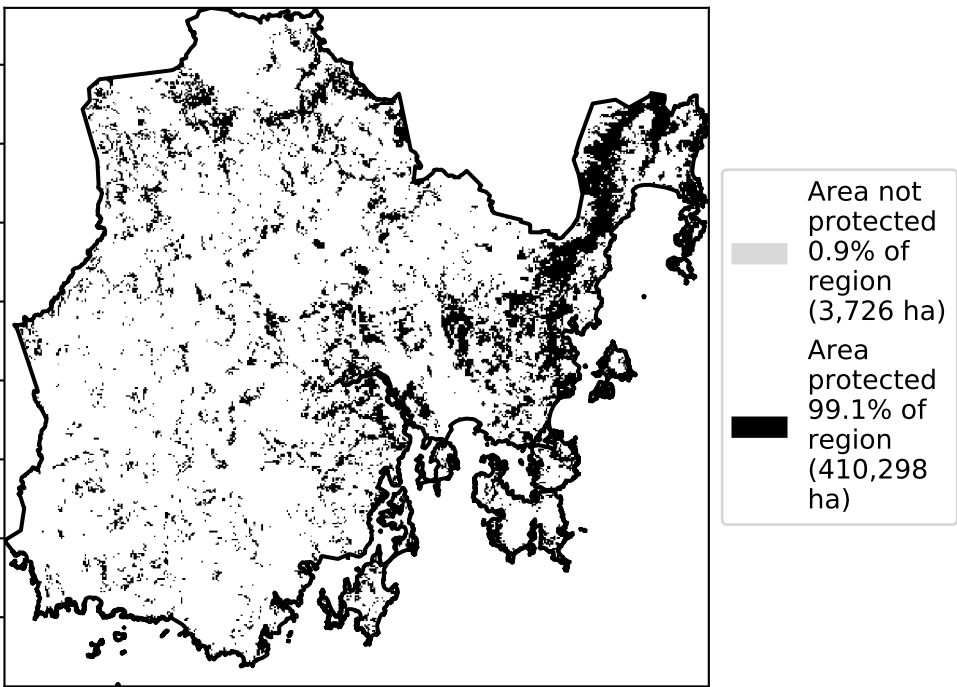 Area not
protected
0.9% of
region
(3,726 ha)
Area
protected
99.1% of
region
(410,298
ha)